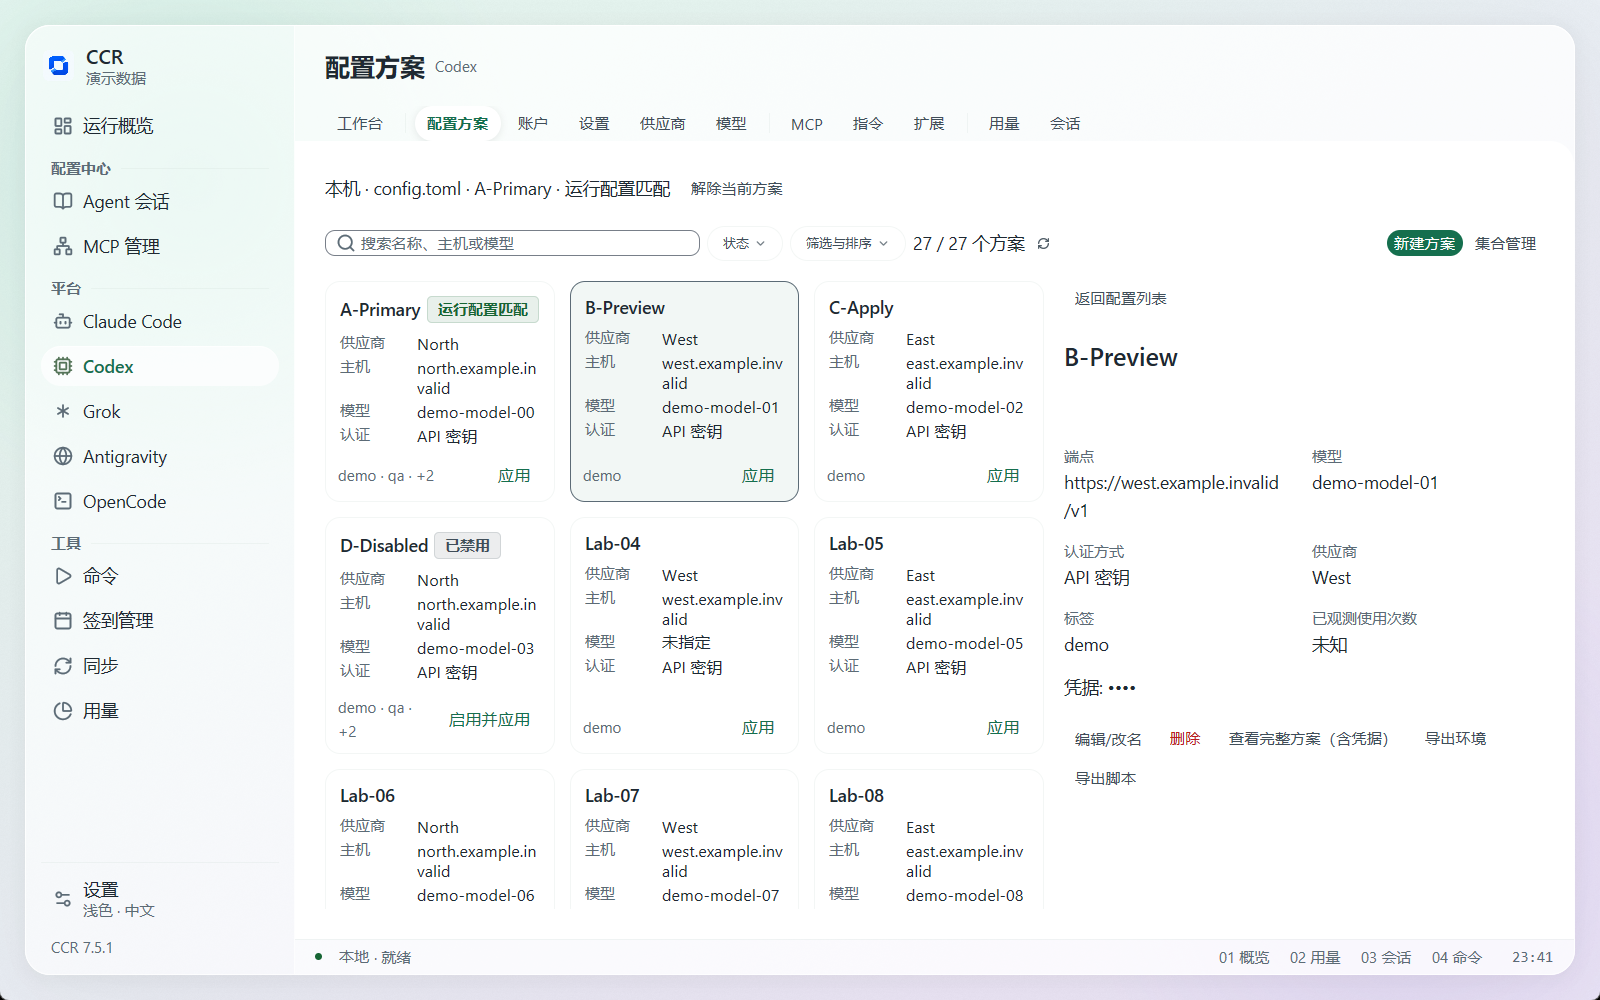 CCR
演示数据
运行概览
配置中心
Agent 会话
MCP 管理
平台
Claude Code
Codex
Grok
Antigravity
OpenCode
工具
命令
签到管理
同步
用量
设置
浅色 · 中文
CCR 7.5.1
配置方案 Codex
工作台 配置方案 账户 设置 供应商 模型 MCP 指令 扩展 用量 会话
本机 · config.toml · A-Primary · 运行配置匹配 解除当前方案
搜索名称、主机或模型 状态 筛选与排序 27 / 27 个方案 新建方案 集合管理
A-Primary 运行配置匹配
供应商 North
主机 north.example.in
valid
模型 demo-model-00
认证 API 密钥
demo · qa · +2 应用
B-Preview
供应商 West
主机 west.example.inv
alid
模型 demo-model-01
认证 API 密钥
demo 应用
C-Apply
供应商 East
主机 east.example.inv
alid
模型 demo-model-02
认证 API 密钥
demo 应用
D-Disabled 已禁用
供应商 North
主机 north.example.in
valid
模型 demo-model-03
认证 API 密钥
demo · qa ·
+2 启用并应用
Lab-04
供应商 West
主机 west.example.inv
alid
模型 未指定
认证 API 密钥
demo 应用
Lab-05
供应商 East
主机 east.example.inv
alid
模型 demo-model-05
认证 API 密钥
demo 应用
Lab-06
供应商 North
主机 north.example.in
valid
模型 demo-model-06
Lab-07
供应商 West
主机 west.example.inv
alid
模型 demo-model-07
Lab-08
供应商 East
主机 east.example.inv
alid
模型 demo-model-08
返回配置列表
B-Preview
端点 模型
https://west.example.invalid demo-model-01
/v1
认证方式 供应商
API 密钥 West
标签 已观测使用次数
demo 未知
凭据: ••••
编辑/改名 删除 查看完整方案（含凭据） 导出环境
导出脚本
本地 · 就绪 01 概览 02 用量 03 会话 04 命令 23:41